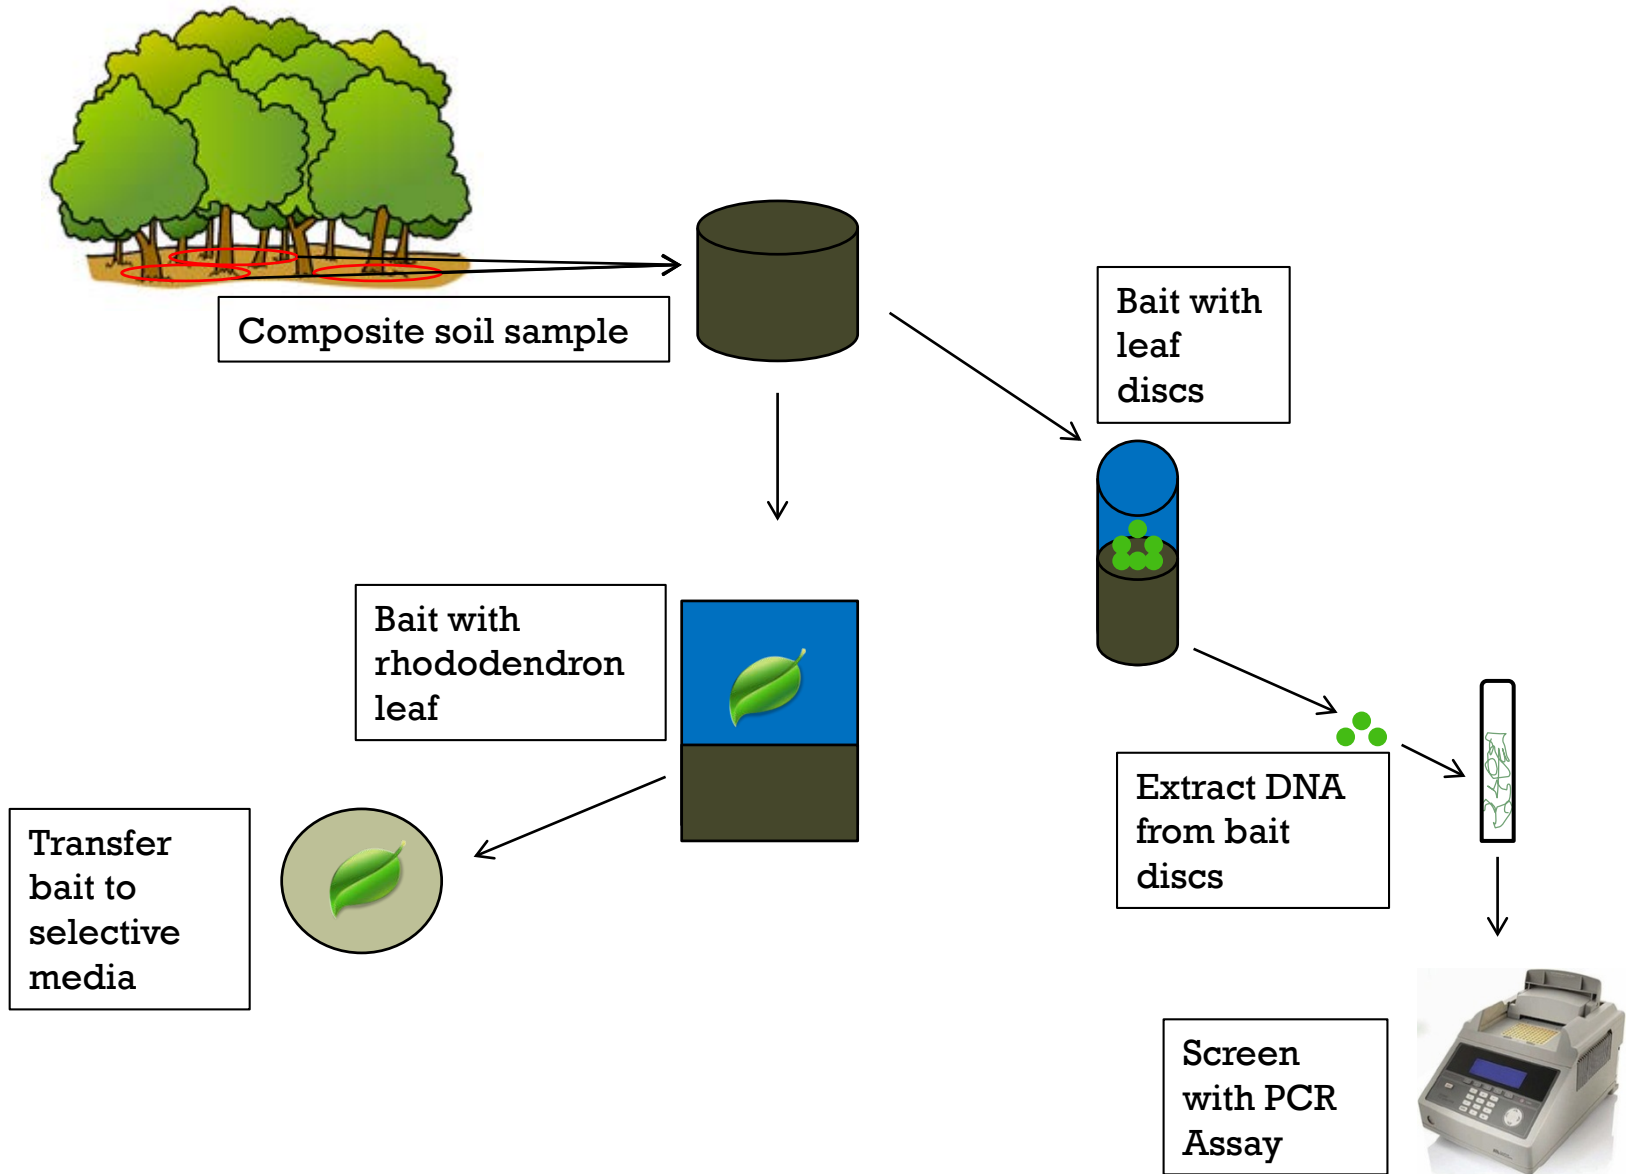 Composite soil sample
Bait with
leaf
discs
Bait with
rhododendron
leaf
Transfer
bait to
selective
media
Extract DNA
from bait
discs
Screen
with PCR
Assay